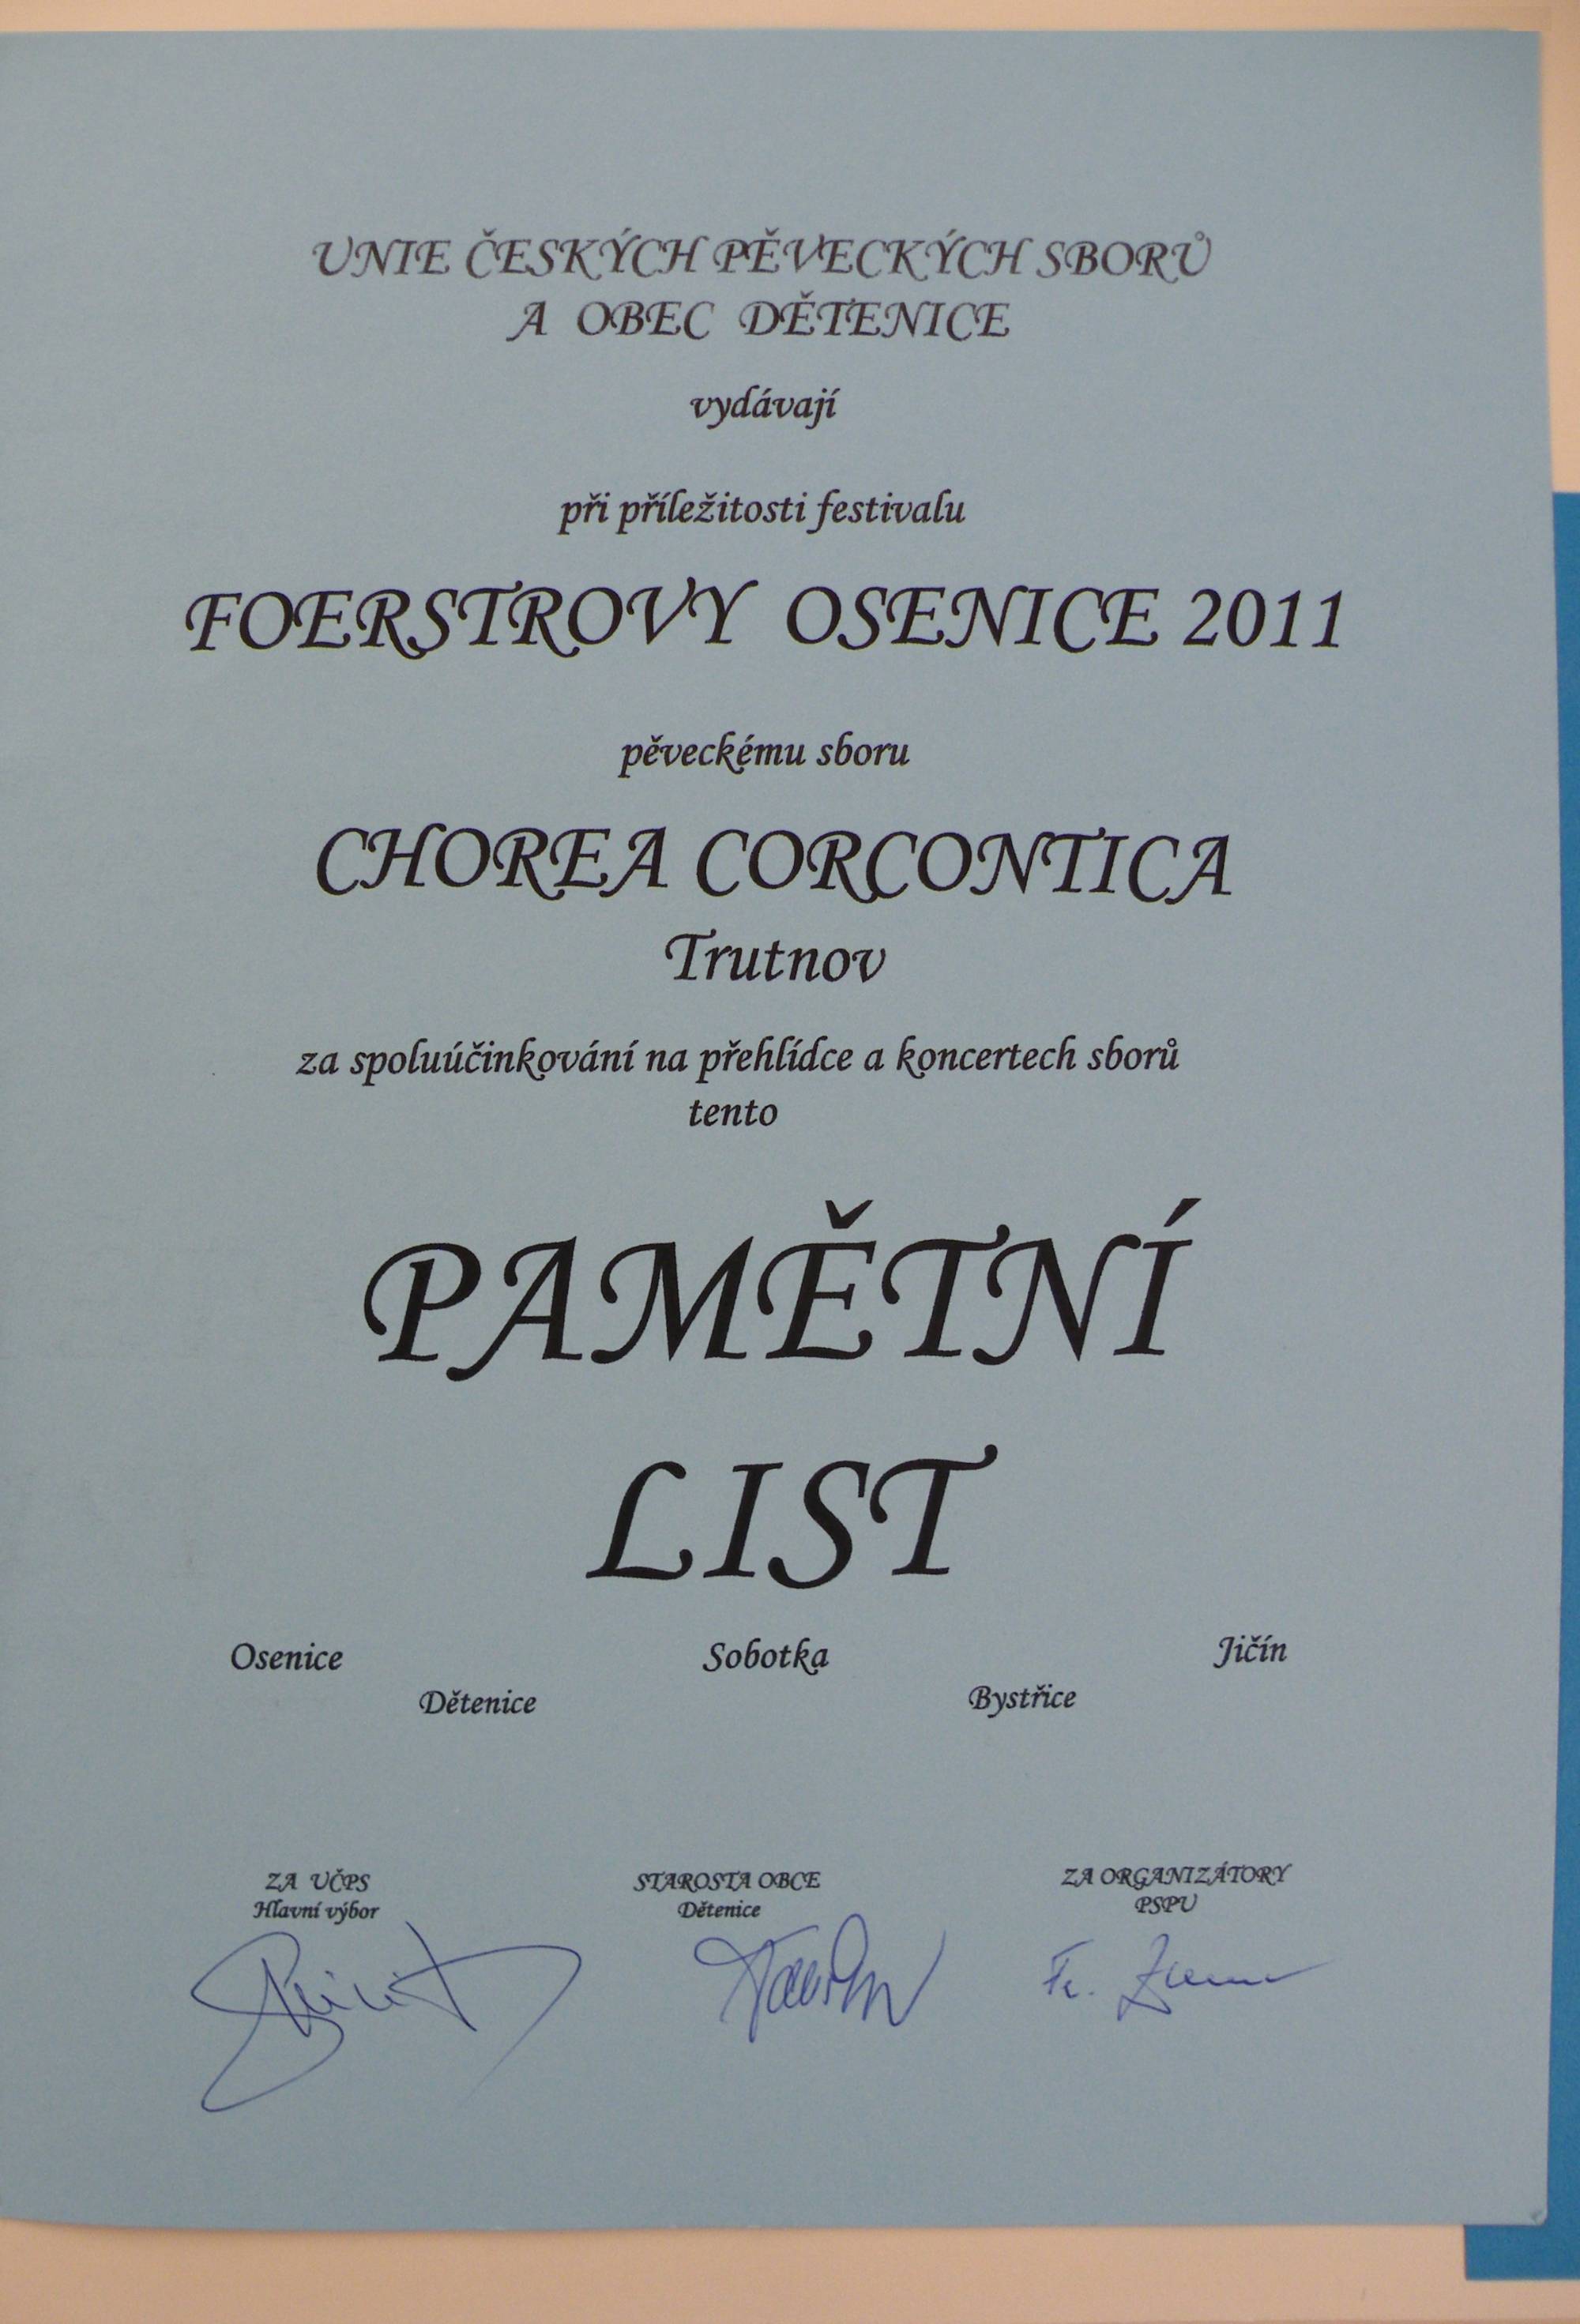 UNIE ČESKÝCH PĚVECKÝCH SBORŮ
A OBEC DĚTENICE
vydávají
při příležitosti festivalu
FOERSTROVY OSENICE 2011
pěveckému sboru
CHOREA CORCONTICA
Trutnov
za spoluúčinkování na přehlídce a koncertech sborů
tento
PAMĚTNÍ
LIST
Osenice Sobotka Jičín
Dětenice Bystřice
ZA UČPS STAROSTA OBCE ZA ORGANIZÁTORY
Hlavní výbor Dětenice PSPU